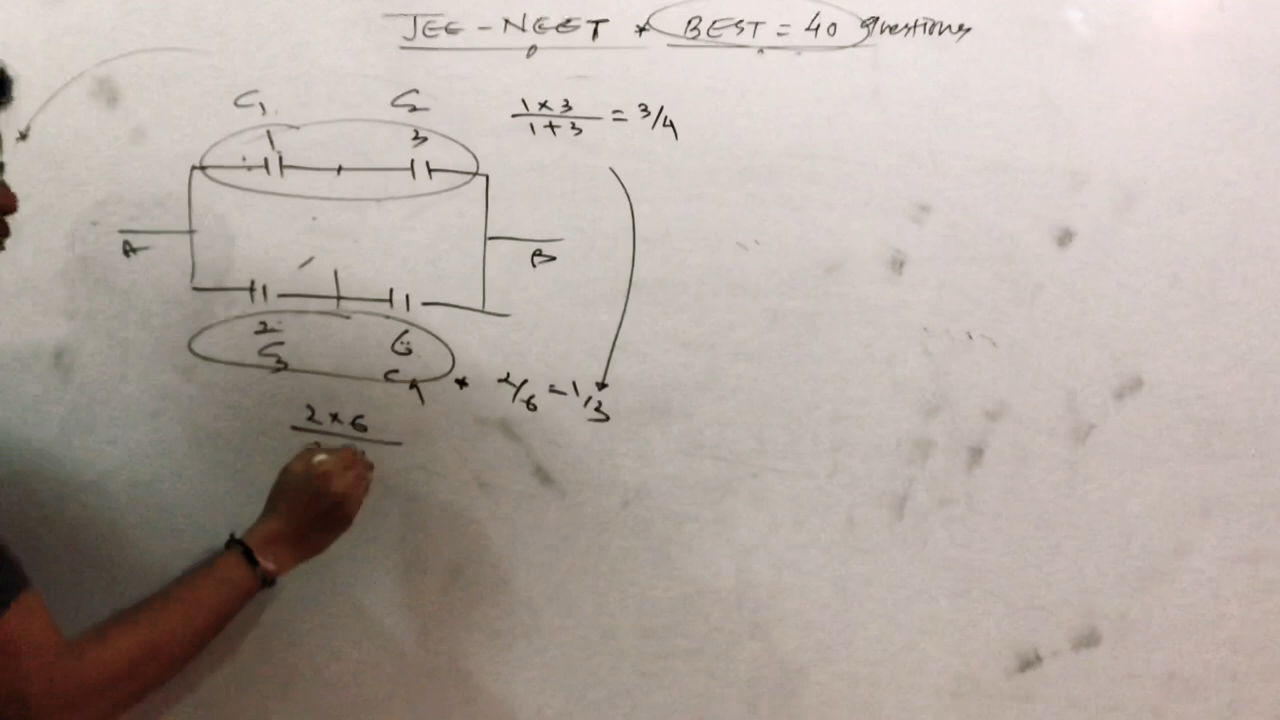 JEE - NEET * BEST = 40 Questions
C1 C2
1 3
1 × 3 / 1 + 3 = 3/4
A B
2 6
C3 C4 * 2/6 = 1/3
2 × 6